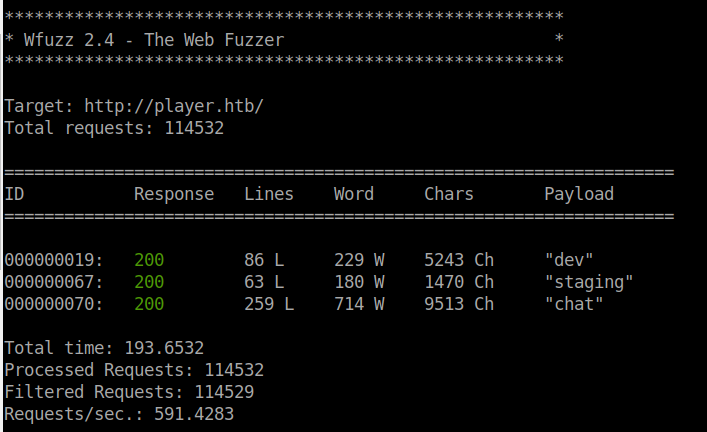 ********************************************************
* Wfuzz 2.4 - The Web Fuzzer                           *
********************************************************
Target: http://player.htb/
Total requests: 114532
===================================================================
ID           Response   Lines    Word     Chars       Payload
===================================================================
000000019:   200        86 L     229 W    5243 Ch     "dev"
000000067:   200        63 L     180 W    1470 Ch     "staging"
000000070:   200        259 L    714 W    9513 Ch     "chat"
Total time: 193.6532
Processed Requests: 114532
Filtered Requests: 114529
Requests/sec.: 591.4283